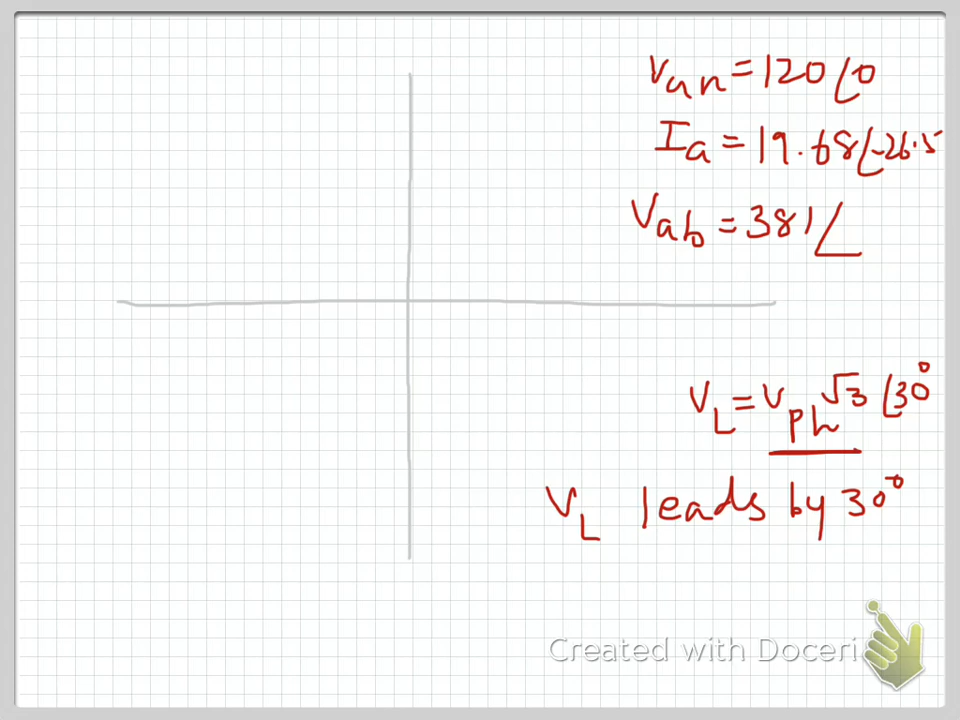 Van = 120∠0
Ia = 19.68∠-26.5
Vab = 381∠
VL = Vph√3 ∠30°
VL leads by 30°
Created with Doceri